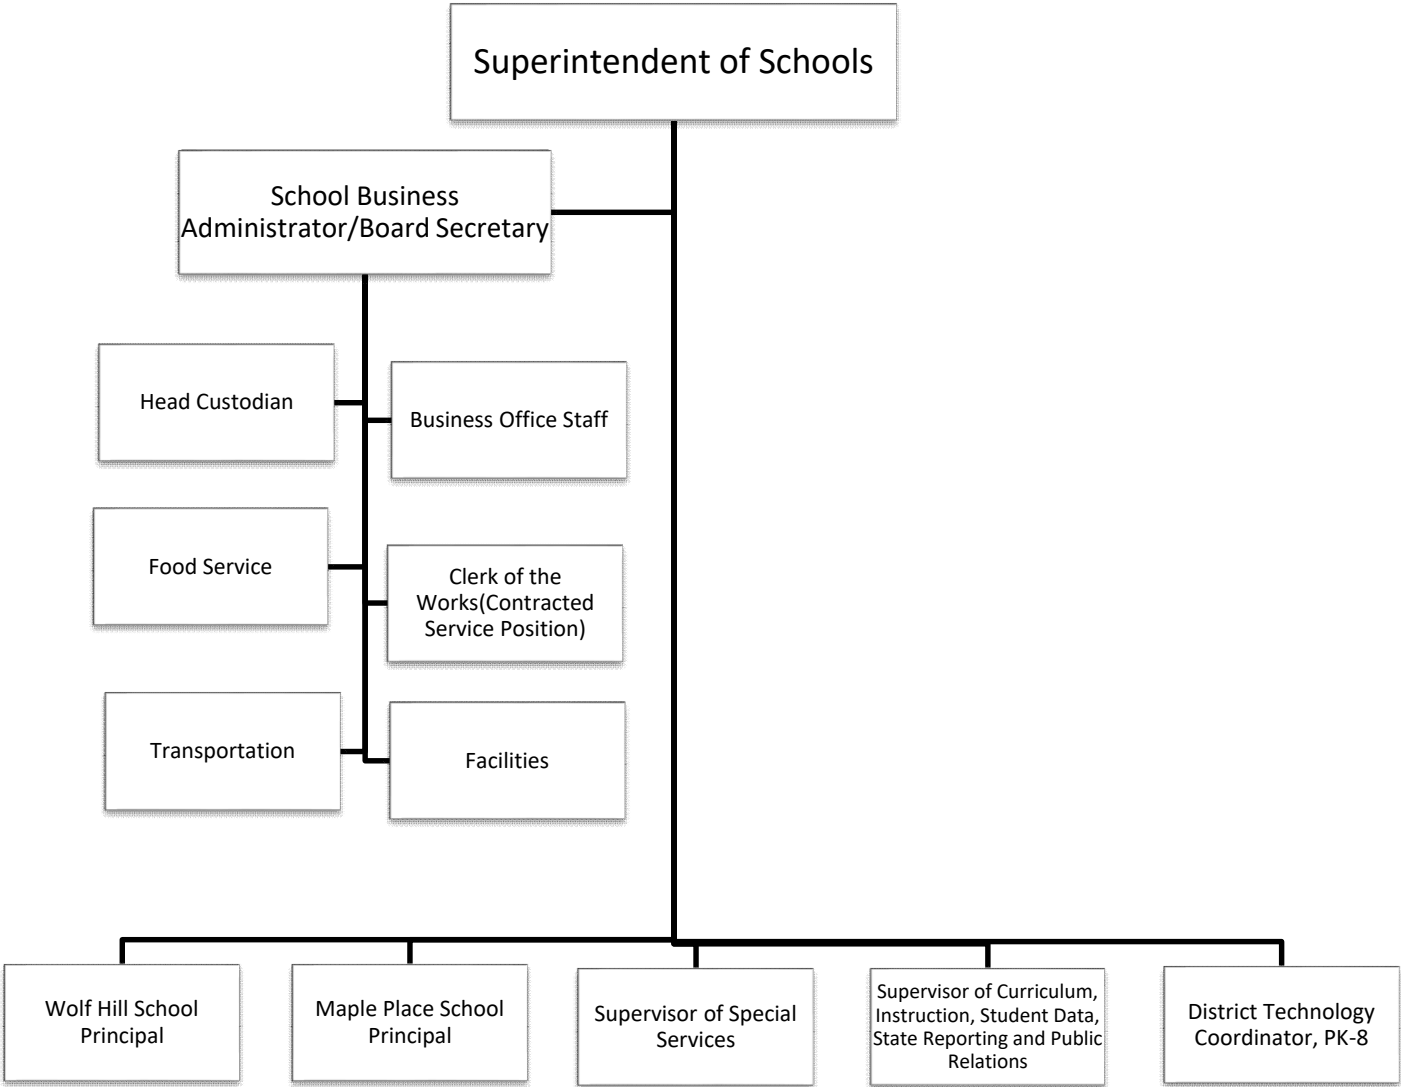 Superintendent of Schools
School Business
Administrator/Board Secretary
Head Custodian
Business Office Staff
Food Service
Clerk of the
Works(Contracted
Service Position)
Transportation
Facilities
Wolf Hill School
Principal
Maple Place School
Principal
Supervisor of Special
Services
Supervisor of Curriculum,
Instruction, Student Data,
State Reporting and Public
Relations
District Technology
Coordinator, PK-8